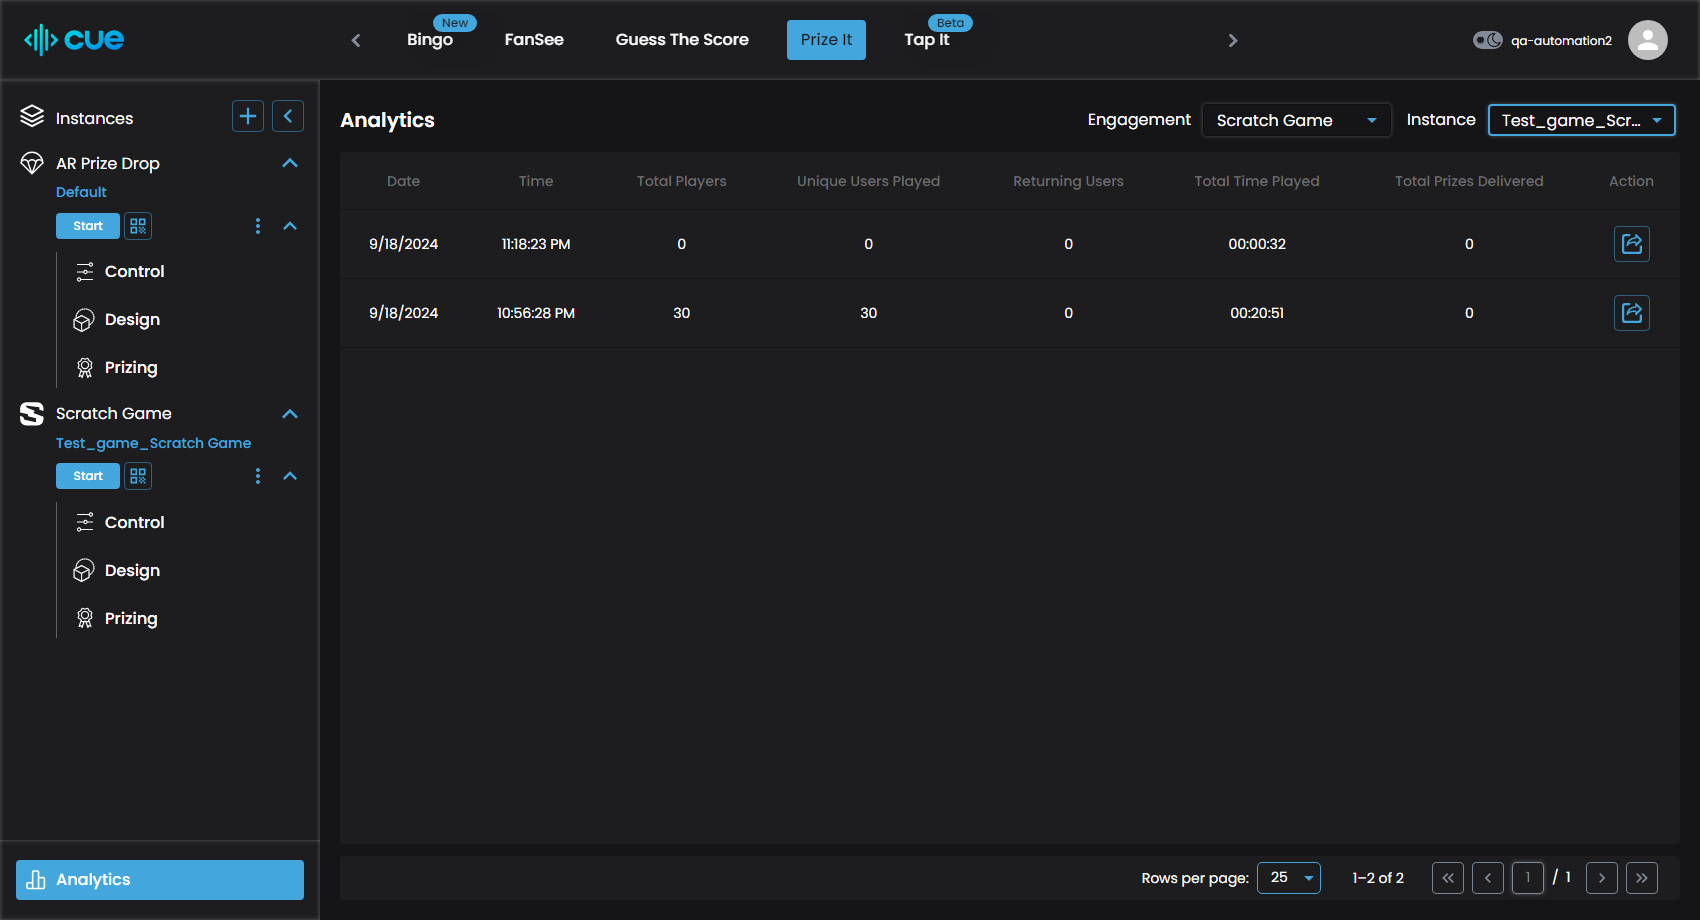 cue
New
Bingo
FanSee
Guess The Score
Prize It
Beta
Tap It
qa-automation2
Instances
AR Prize Drop
Default
Start
Control
Design
Prizing
Scratch Game
Test_game_Scratch Game
Start
Control
Design
Prizing
Analytics
Analytics
Engagement Scratch Game Instance Test_game_Scr...
Date Time Total Players Unique Users Played Returning Users Total Time Played Total Prizes Delivered Action
9/18/2024 11:18:23 PM 0 0 0 00:00:32 0
9/18/2024 10:56:28 PM 30 30 0 00:20:51 0
Rows per page: 25 1–2 of 2 1 / 1